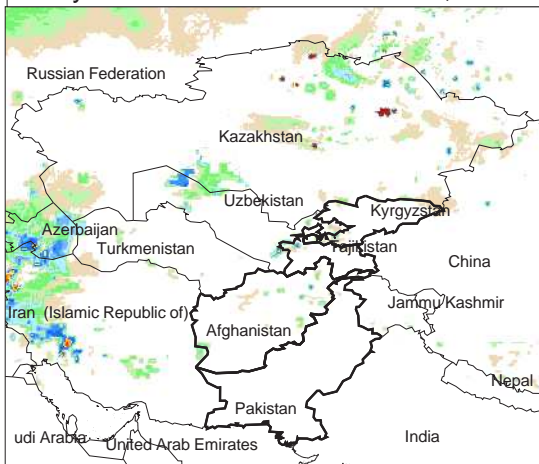 Russian Federation
Kazakhstan
Uzbekistan
Kyrgyzstan
Azerbaijan
Turkmenistan
Tajikistan
China
Iran (Islamic Republic of)
Jammu Kashmir
Afghanistan
Nepal
Pakistan
udi Arabia
United Arab Emirates
India